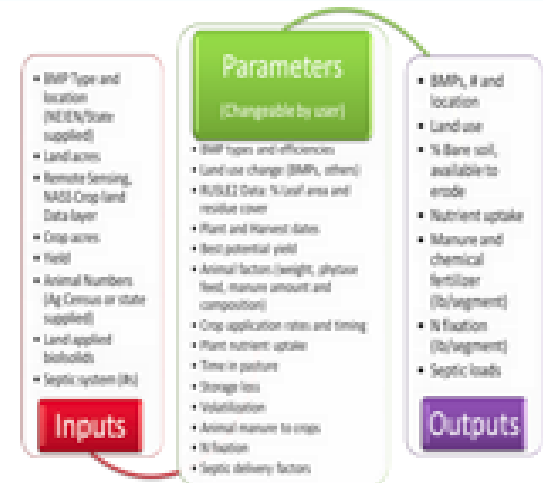 • BMP Type and
location
(NEIEN/State
supplied)
• Land acres
• Remote Sensing,
NASS Crop land
Data layer
• Crop acres
• Yield
• Animal Numbers
(Ag Census or state
supplied)
• Land applied
biosolids
• Septic system (#s)
Inputs
Parameters
(Changeable by user)
• BMP types and efficiencies
• Land use change (BMPs, others)
• RUSLE2 Data: % Leaf area and
residue cover
• Plant and Harvest dates
• Best potential yield
• Animal factors (weight, phytase
feed, manure amount and
composition)
• Crop application rates and timing
• Plant nutrient uptake
• Time in pasture
• Storage loss
• Volatilization
• Animal manure to crops
• N fixation
• Septic delivery factors
• BMPs, # and
location
• Land use
• % Bare soil,
available to
erode
• Nutrient uptake
• Manure and
chemical
fertilizer
(lb/segment)
• N fixation
(lb/segment)
• Septic loads
Outputs